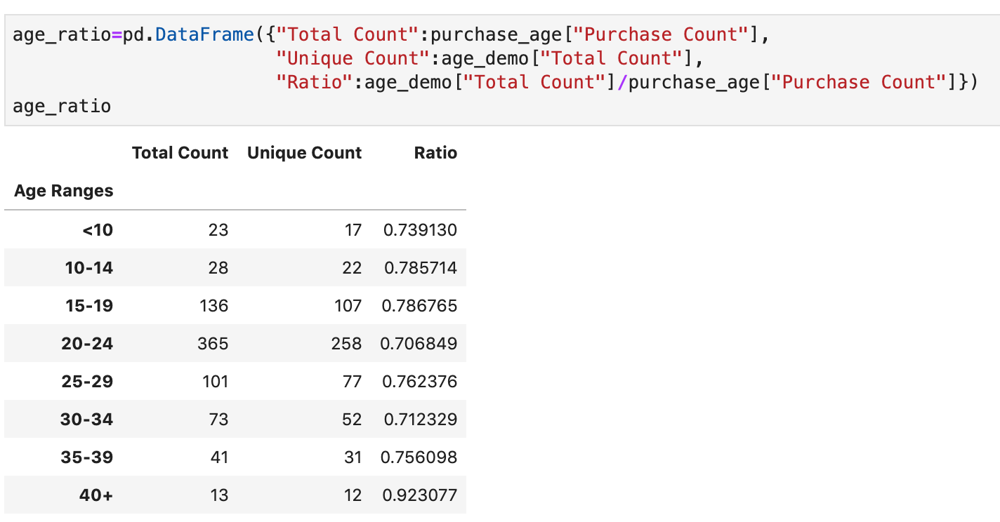 age_ratio=pd.DataFrame({"Total Count":purchase_age["Purchase Count"],
"Unique Count":age_demo["Total Count"],
"Ratio":age_demo["Total Count"]/purchase_age["Purchase Count"]})
age_ratio
Total Count Unique Count Ratio
Age Ranges
<10 23 17 0.739130
10-14 28 22 0.785714
15-19 136 107 0.786765
20-24 365 258 0.706849
25-29 101 77 0.762376
30-34 73 52 0.712329
35-39 41 31 0.756098
40+ 13 12 0.923077